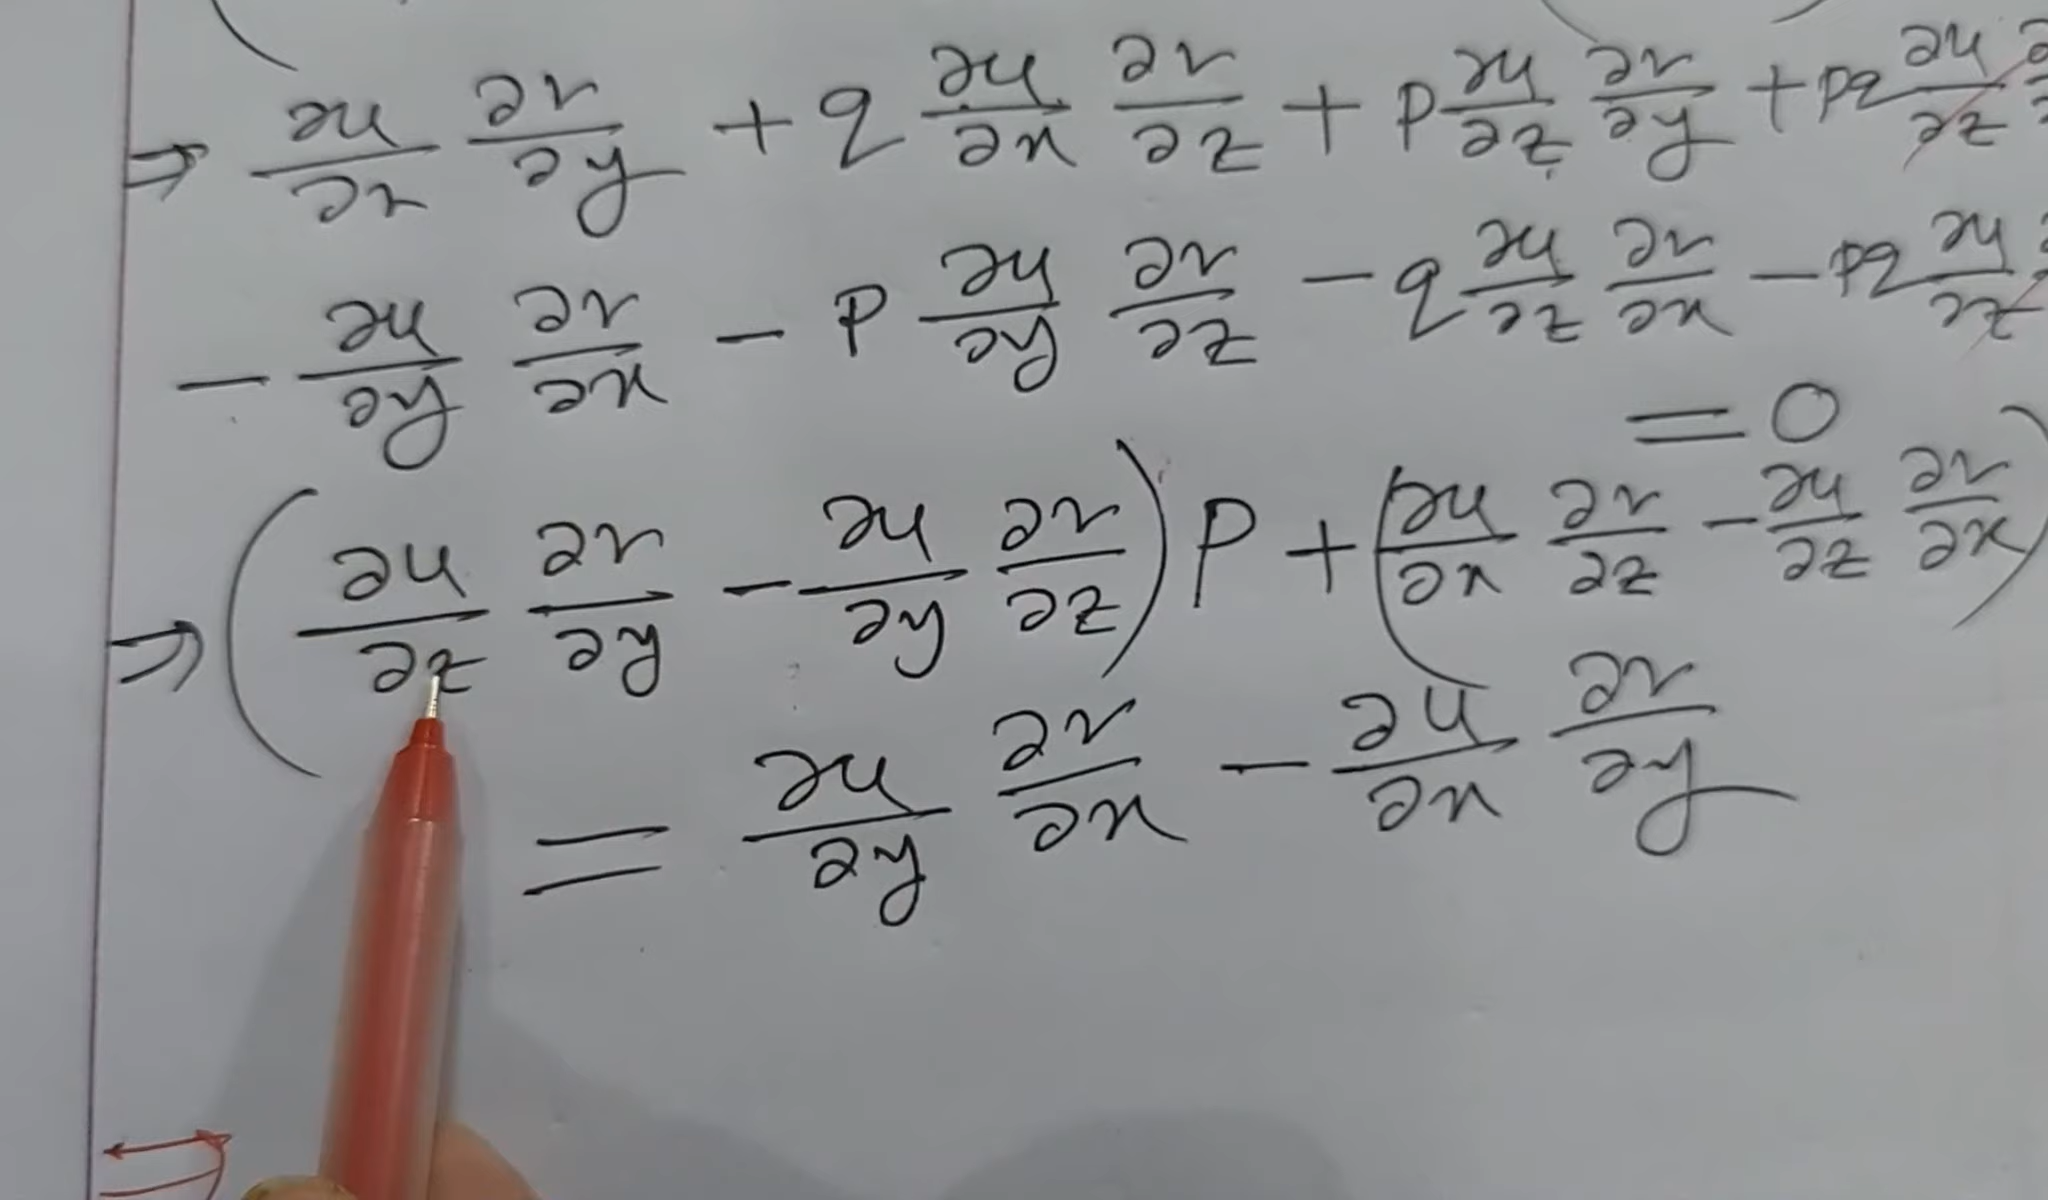 ⇒ ∂u/∂x ∂v/∂y + q ∂u/∂x ∂v/∂z + p ∂u/∂z ∂v/∂y + pq ∂u/∂z
− ∂u/∂y ∂v/∂x − p ∂u/∂y ∂v/∂z − q ∂u/∂z ∂v/∂x − pq ∂u/∂z
= 0
⇒ (∂u/∂z ∂v/∂y − ∂u/∂y ∂v/∂z) p + (∂u/∂x ∂v/∂z − ∂u/∂z ∂v/∂x)
= ∂u/∂y ∂v/∂x − ∂u/∂x ∂v/∂y